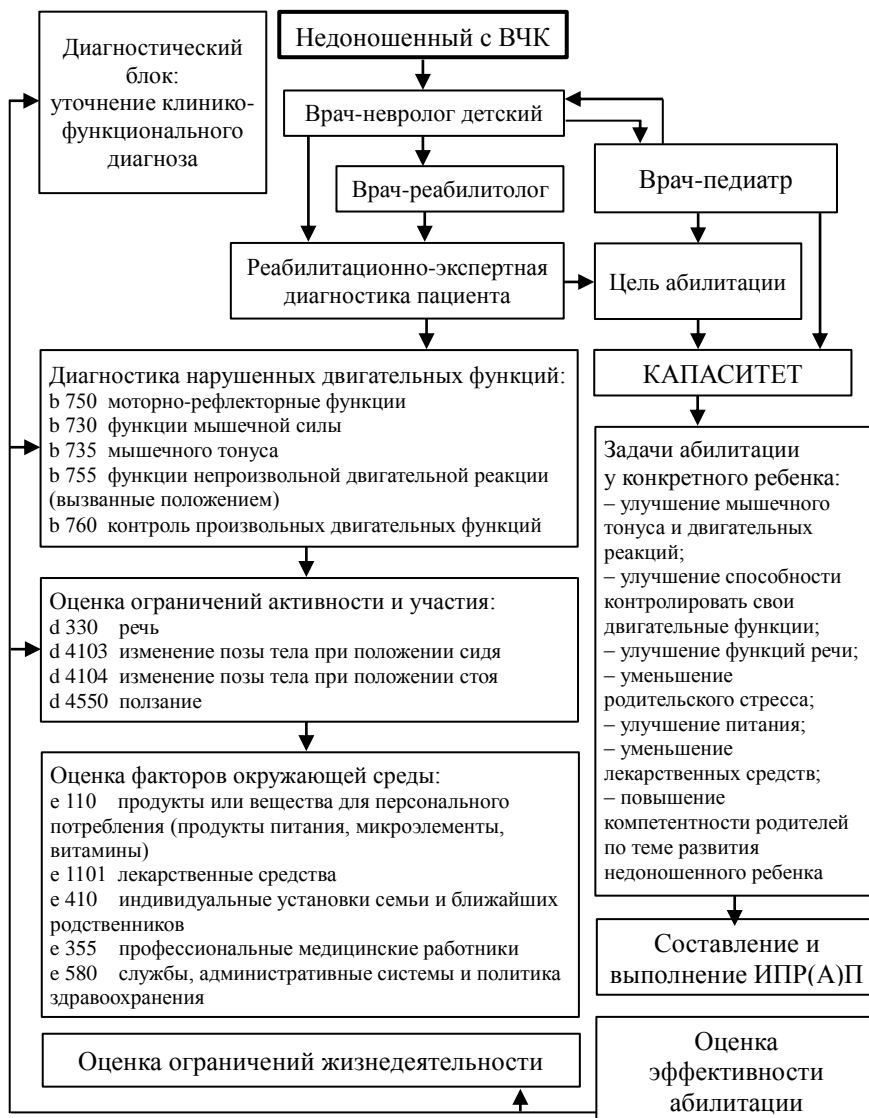 Диагностический
блок:
уточнение клинико-
функционального
диагноза
Недоношенный с ВЧК
Врач-невролог детский
Врач-реабилитолог
Врач-педиатр
Реабилитационно-экспертная
диагностика пациента
Цель абилитации
КАПАСИТЕТ
Диагностика нарушенных двигательных функций:
b 750 моторно-рефлекторные функции
b 730 функции мышечной силы
b 735 мышечного тонуса
b 755 функции непроизвольной двигательной реакции
(вызванные положением)
b 760 контроль произвольных двигательных функций
Оценка ограничений активности и участия:
d 330 речь
d 4103 изменение позы тела при положении сидя
d 4104 изменение позы тела при положении стоя
d 4550 ползание
Оценка факторов окружающей среды:
e 110 продукты или вещества для персонального
потребления (продукты питания, микроэлементы,
витамины)
e 1101 лекарственные средства
e 410 индивидуальные установки семьи и ближайших
родственников
e 355 профессиональные медицинские работники
e 580 службы, административные системы и политика
здравоохранения
Оценка ограничений жизнедеятельности
Задачи абилитации
у конкретного ребенка:
– улучшение мышечного
тонуса и двигательных
реакций;
– улучшение способности
контролировать свои
двигательные функции;
– улучшение функций речи;
– уменьшение
родительского стресса;
– улучшение питания;
– уменьшение
лекарственных средств;
– повышение
компетентности родителей
по теме развития
недоношенного ребенка
Составление и
выполнение ИПР(А)П
Оценка
эффективности
абилитации